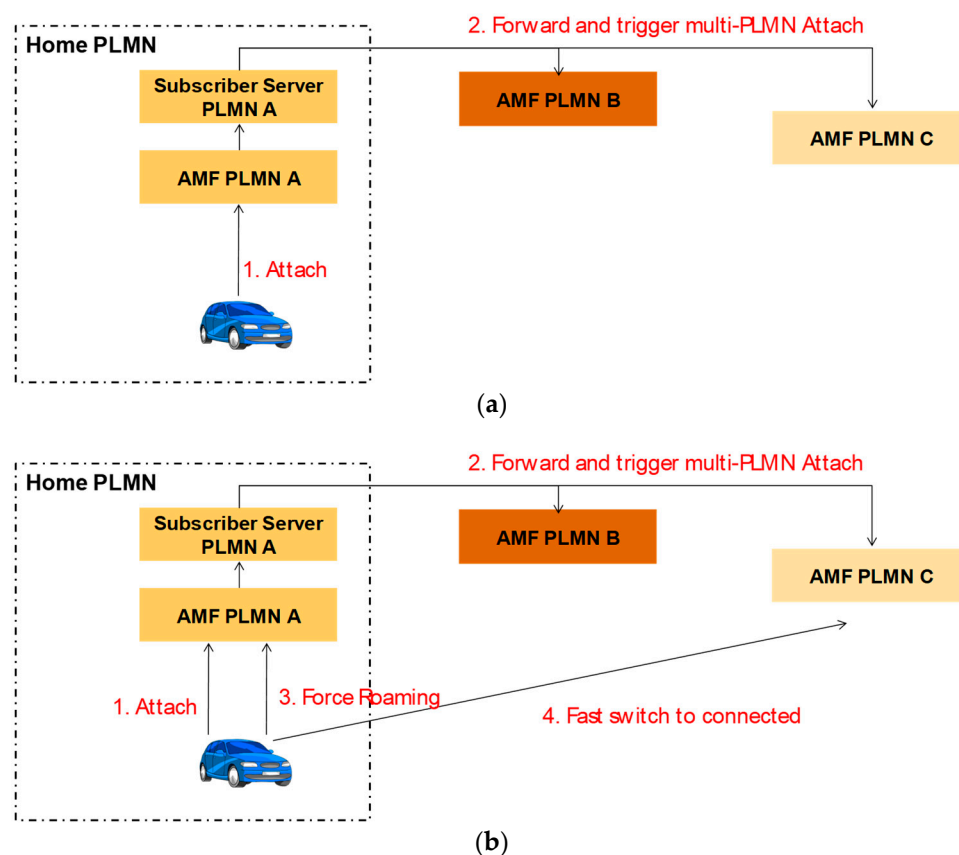 2. Forward and trigger multi-PLMN Attach
Home PLMN
Subscriber Server
PLMN A
AMF PLMN B
AMF PLMN C
AMF PLMN A
1. Attach
(a)
2. Forward and trigger multi-PLMN Attach
Home PLMN
Subscriber Server
PLMN A
AMF PLMN B
AMF PLMN C
AMF PLMN A
3. Force Roaming
1. Attach
4. Fast switch to connected
(b)